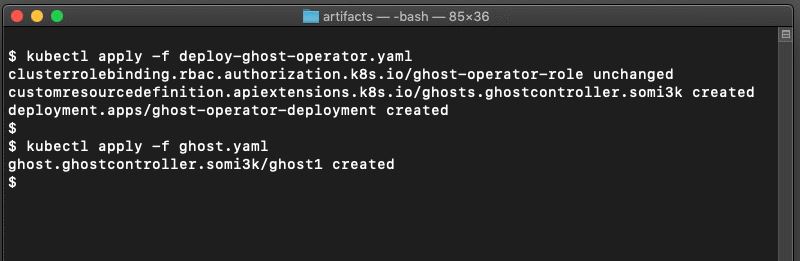 artifacts — -bash — 85×36
$ kubectl apply -f deploy-ghost-operator.yaml
clusterrolebinding.rbac.authorization.k8s.io/ghost-operator-role unchanged
customresourcedefinition.apiextensions.k8s.io/ghosts.ghostcontroller.somi3k created
deployment.apps/ghost-operator-deployment created
$
$ kubectl apply -f ghost.yaml
ghost.ghostcontroller.somi3k/ghost1 created
$